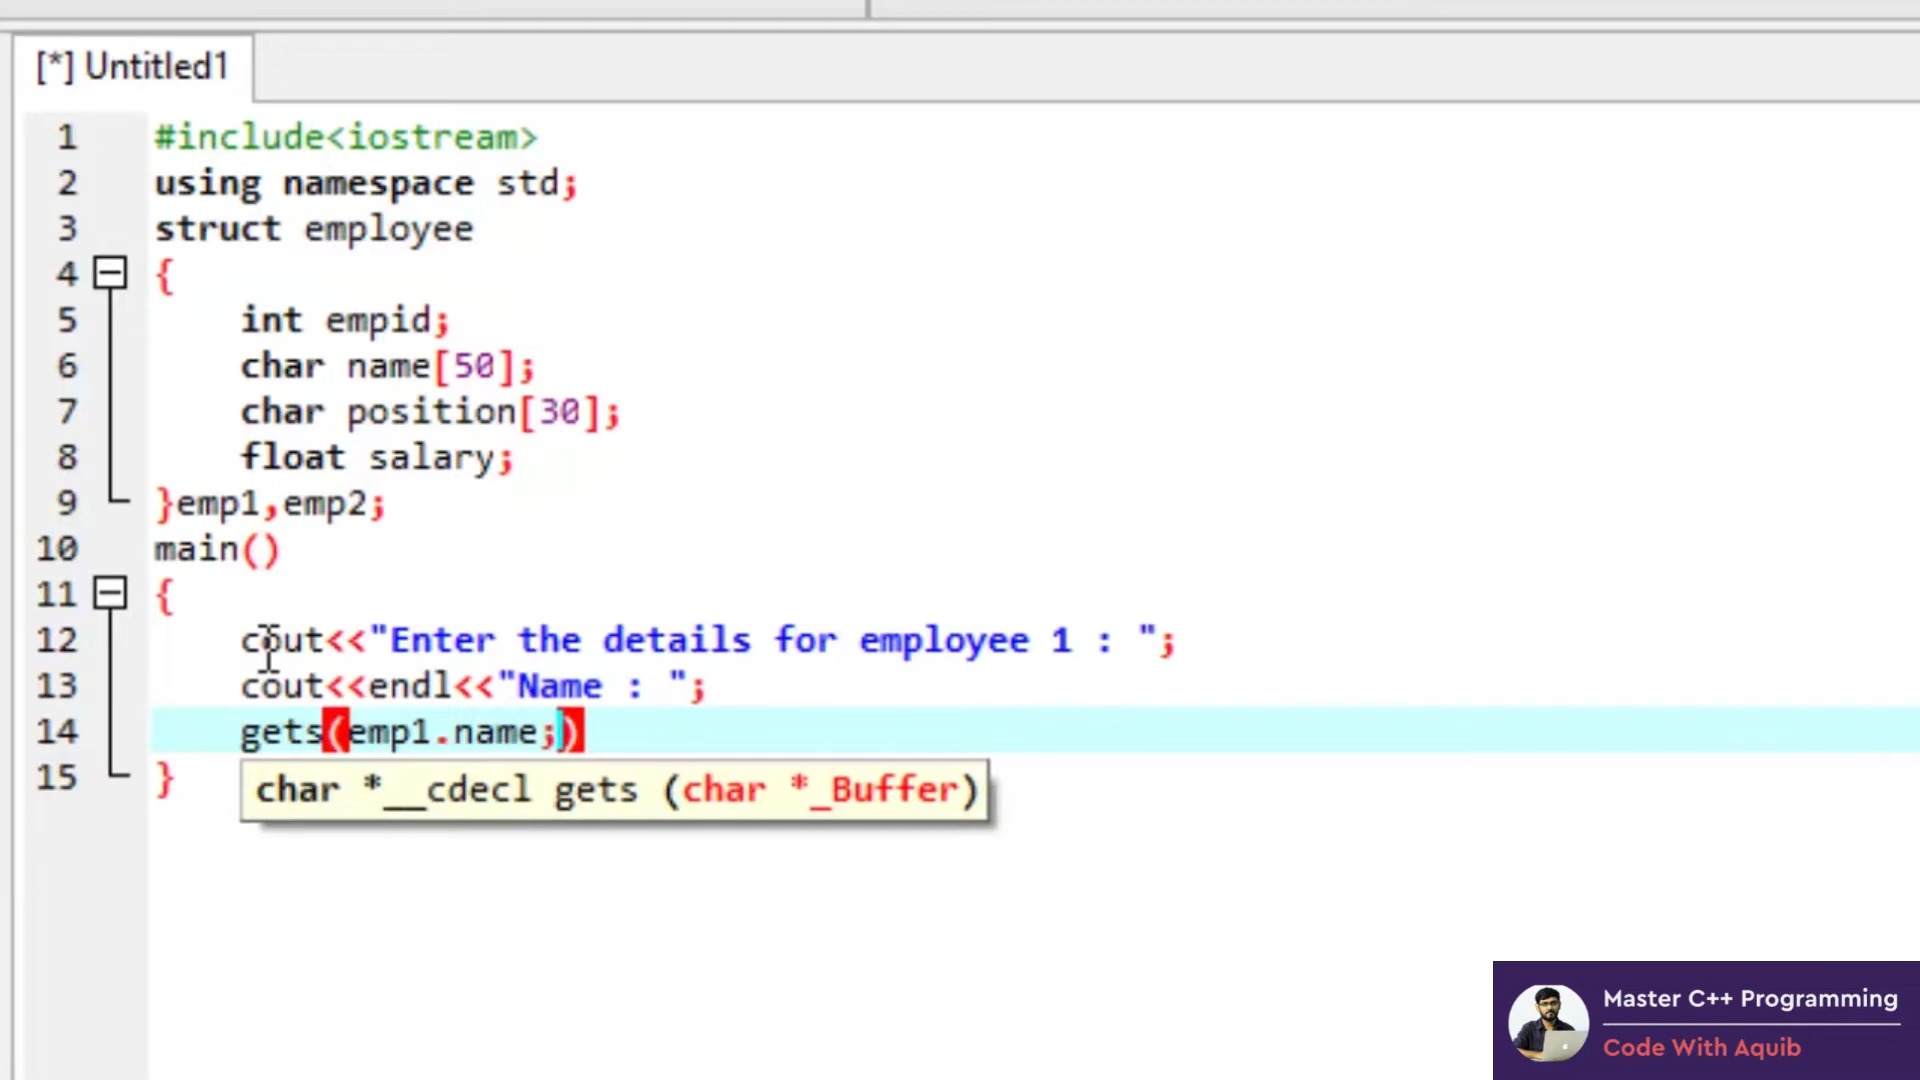 [*] Untitled1
1 #include<iostream>
2 using namespace std;
3 struct employee
4 {
5 int empid;
6 char name[50];
7 char position[30];
8 float salary;
9 }emp1,emp2;
10 main()
11 {
12 cout<<"Enter the details for employee 1 : ";
13 cout<<endl<<"Name : ";
14 gets(emp1.name;)
15 }
char *__cdecl gets (char *_Buffer)
Master C++ Programming
Code With Aquib